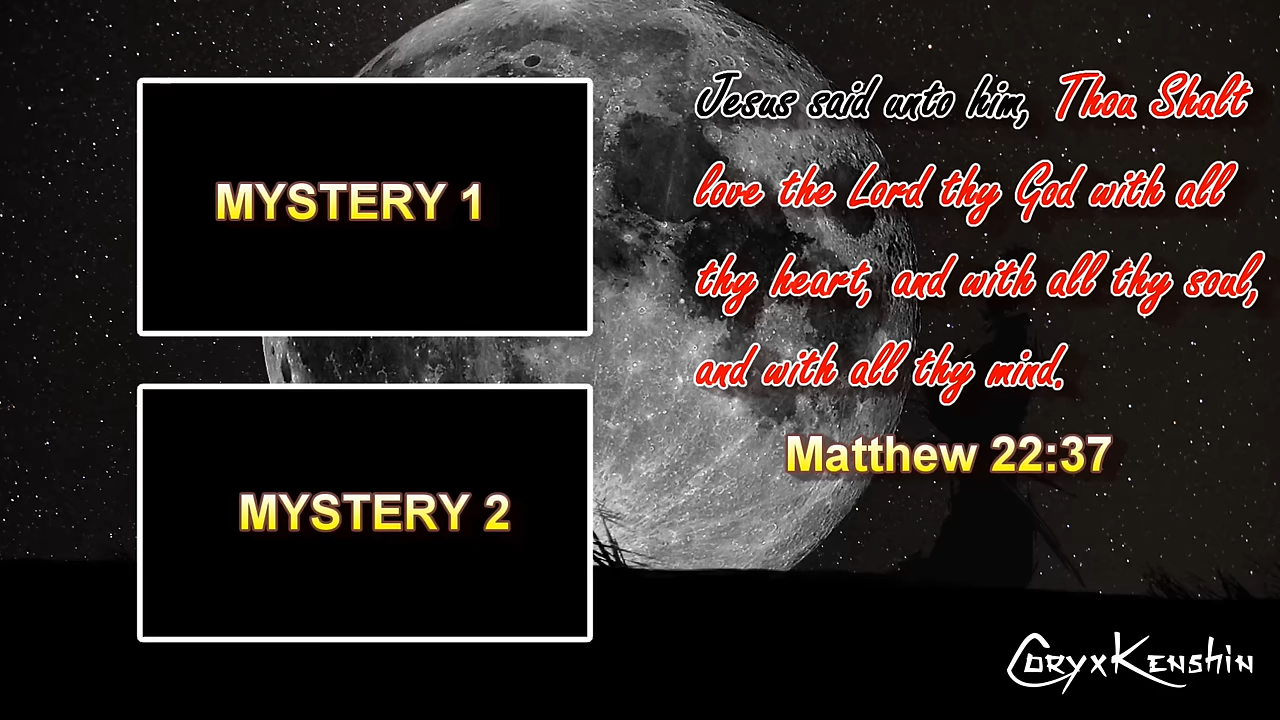 MYSTERY 1
MYSTERY 2
Jesus said unto him, Thou Shalt
love the Lord thy God with all
thy heart, and with all thy soul,
and with all thy mind.
Matthew 22:37
CoryxKenshin